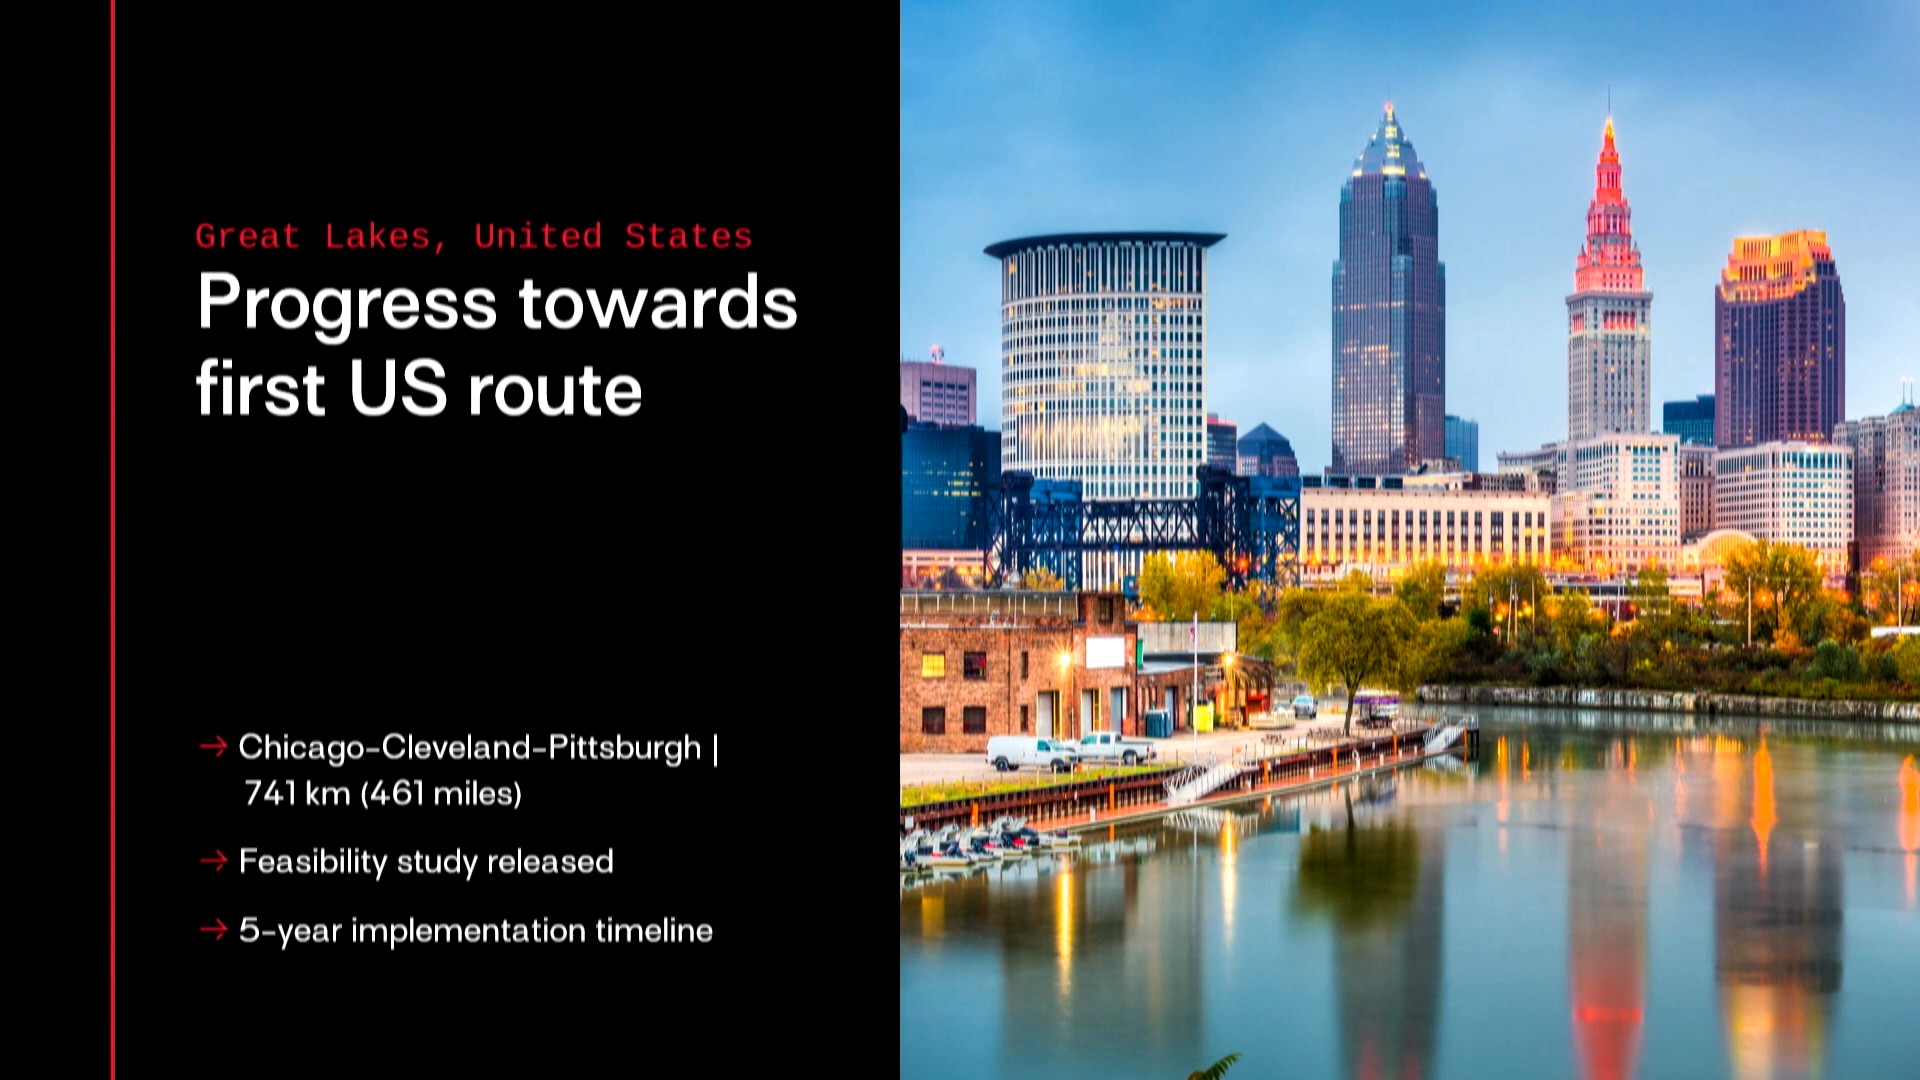 Great Lakes, United States
Progress towards
first US route
→ Chicago–Cleveland–Pittsburgh |
741 km (461 miles)
→ Feasibility study released
→ 5-year implementation timeline